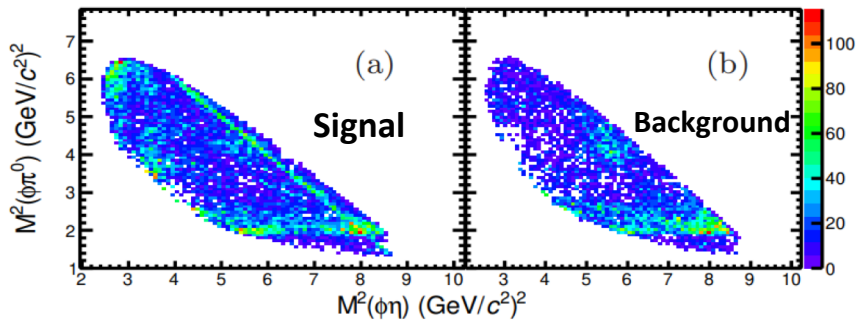 (a)
Signal
(b)
Background
M²(φπ⁰) (GeV/c²)²
7
6
5
4
3
2
1
2 3 4 5 6 7 8 9 10
3 4 5 6 7 8 9 10
M²(φη) (GeV/c²)²
100
80
60
40
20
0